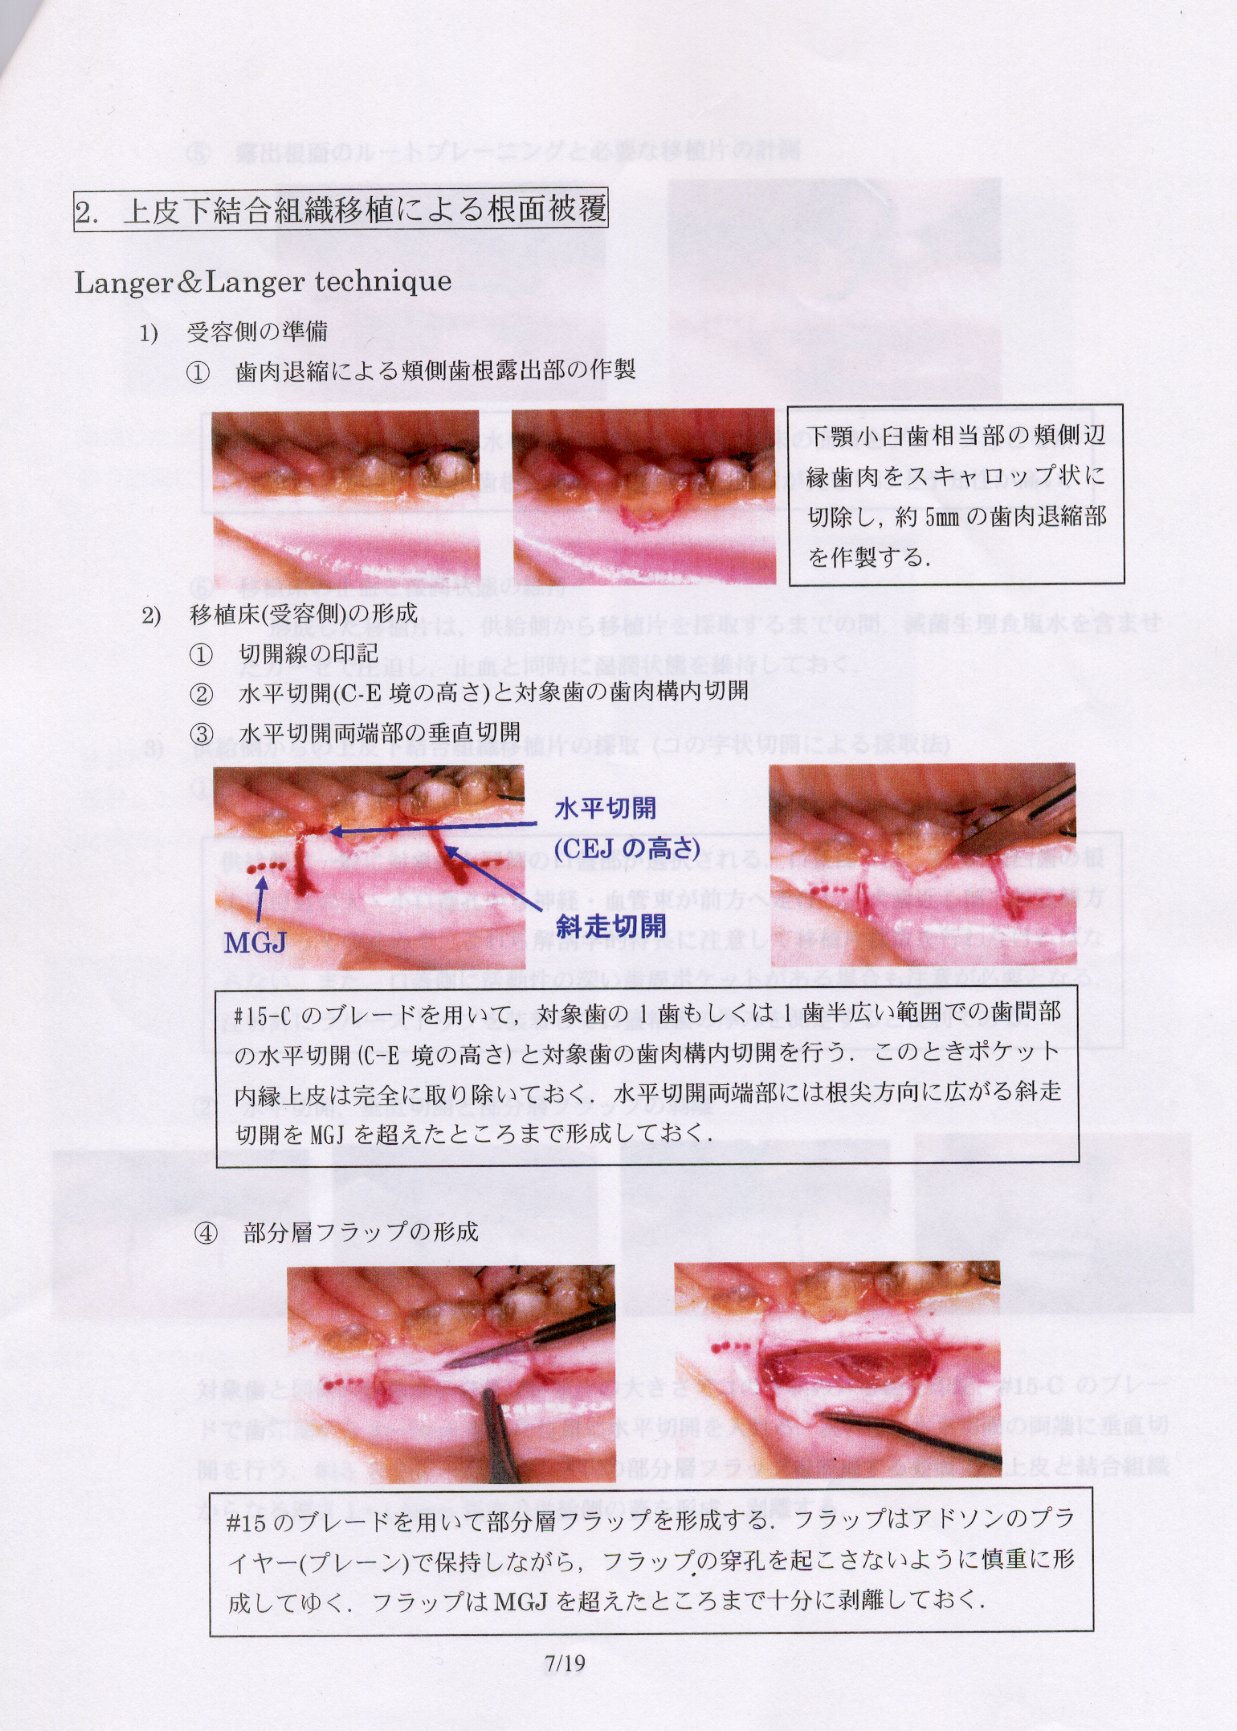 2. 上皮下結合組織移植による根面被覆
Langer&Langer technique
1) 受容側の準備
① 歯肉退縮による頬側歯根露出部の作製
下顎小臼歯相当部の頬側辺
縁歯肉をスキャロップ状に
切除し，約 5㎜ の歯肉退縮部
を作製する．
2) 移植床(受容側)の形成
① 切開線の印記
② 水平切開(C-E 境の高さ)と対象歯の歯肉構内切開
③ 水平切開両端部の垂直切開
水平切開
(CEJ の高さ)
斜走切開
MGJ
#15-C のブレードを用いて，対象歯の 1 歯もしくは 1 歯半広い範囲での歯間部
の水平切開 (C-E 境の高さ) と対象歯の歯肉構内切開を行う．このときポケット
内縁上皮は完全に取り除いておく．水平切開両端部には根尖方向に広がる斜走
切開を MGJ を超えたところまで形成しておく．
④ 部分層フラップの形成
#15 のブレードを用いて部分層フラップを形成する．フラップはアドソンのプラ
イヤー(プレーン)で保持しながら，フラップの穿孔を起こさないように慎重に形
成してゆく．フラップは MGJ を超えたところまで十分に剥離しておく．
7/19